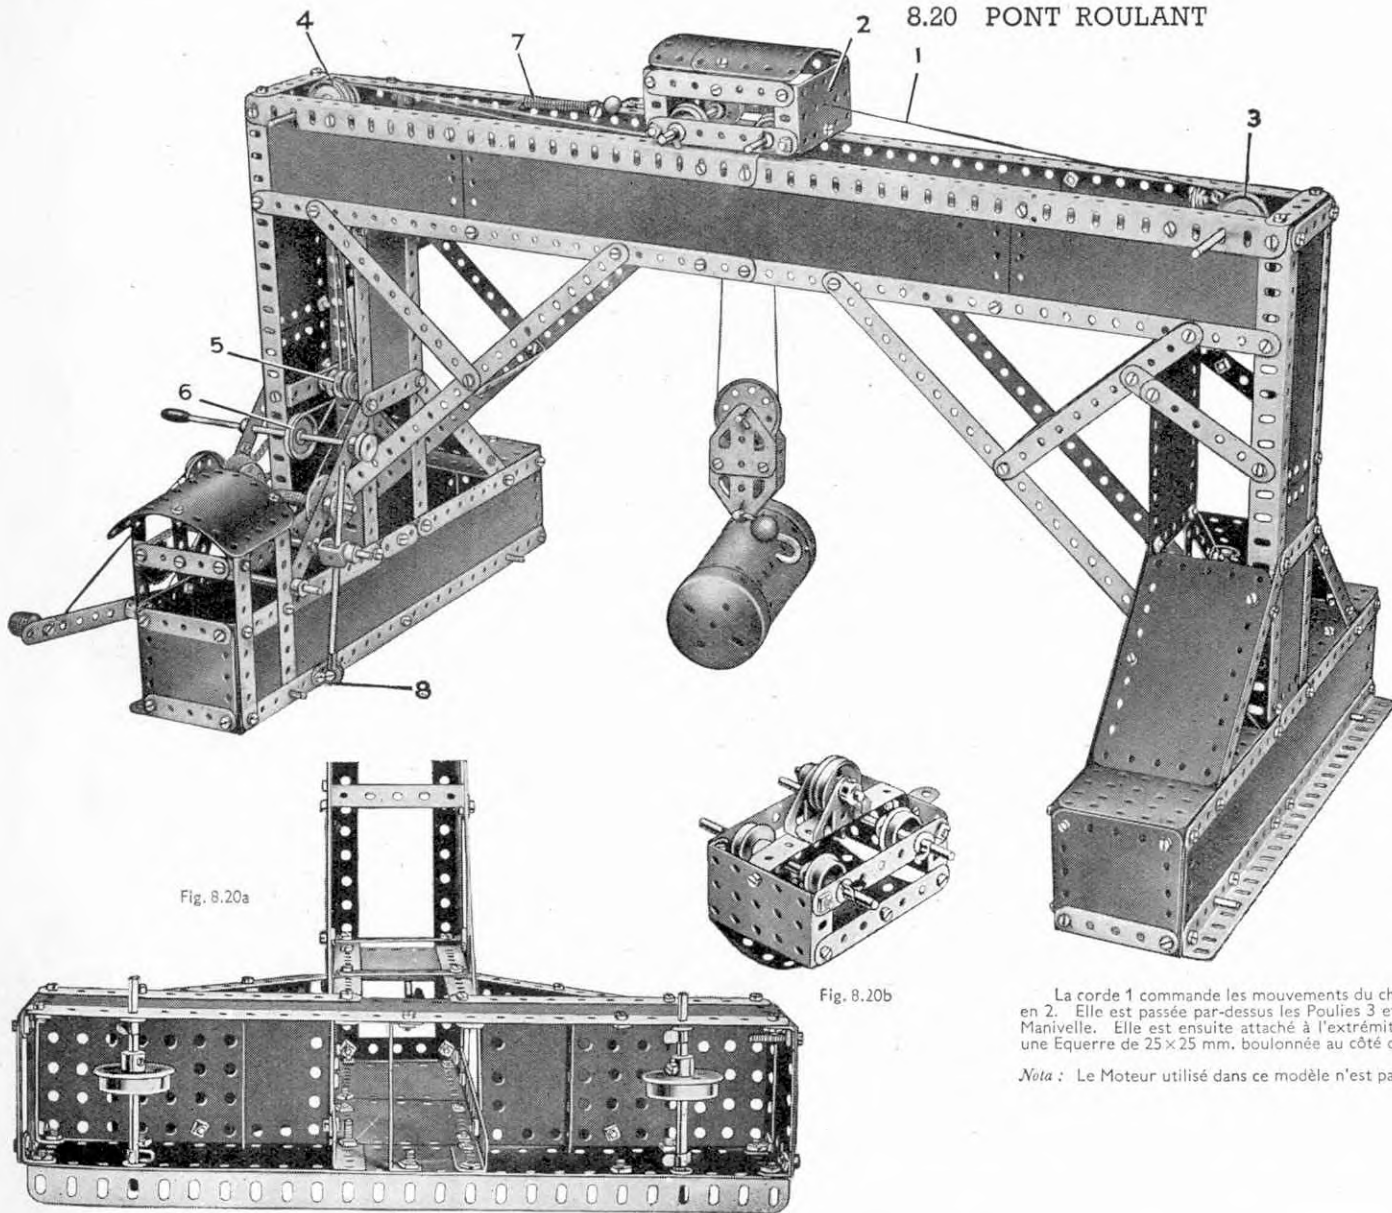 8.20 PONT ROULANT
4
7
2
1
3
5
6
8
Fig. 8.20a
Fig. 8.20b
La corde 1 commande les mouvements du ch
en 2. Elle est passée par-dessus les Poulies 3 e
Manivelle. Elle est ensuite attaché à l'extrémit
une Equerre de 25 × 25 mm. boulonnée au côté d
Nota : Le Moteur utilisé dans ce modèle n'est pa